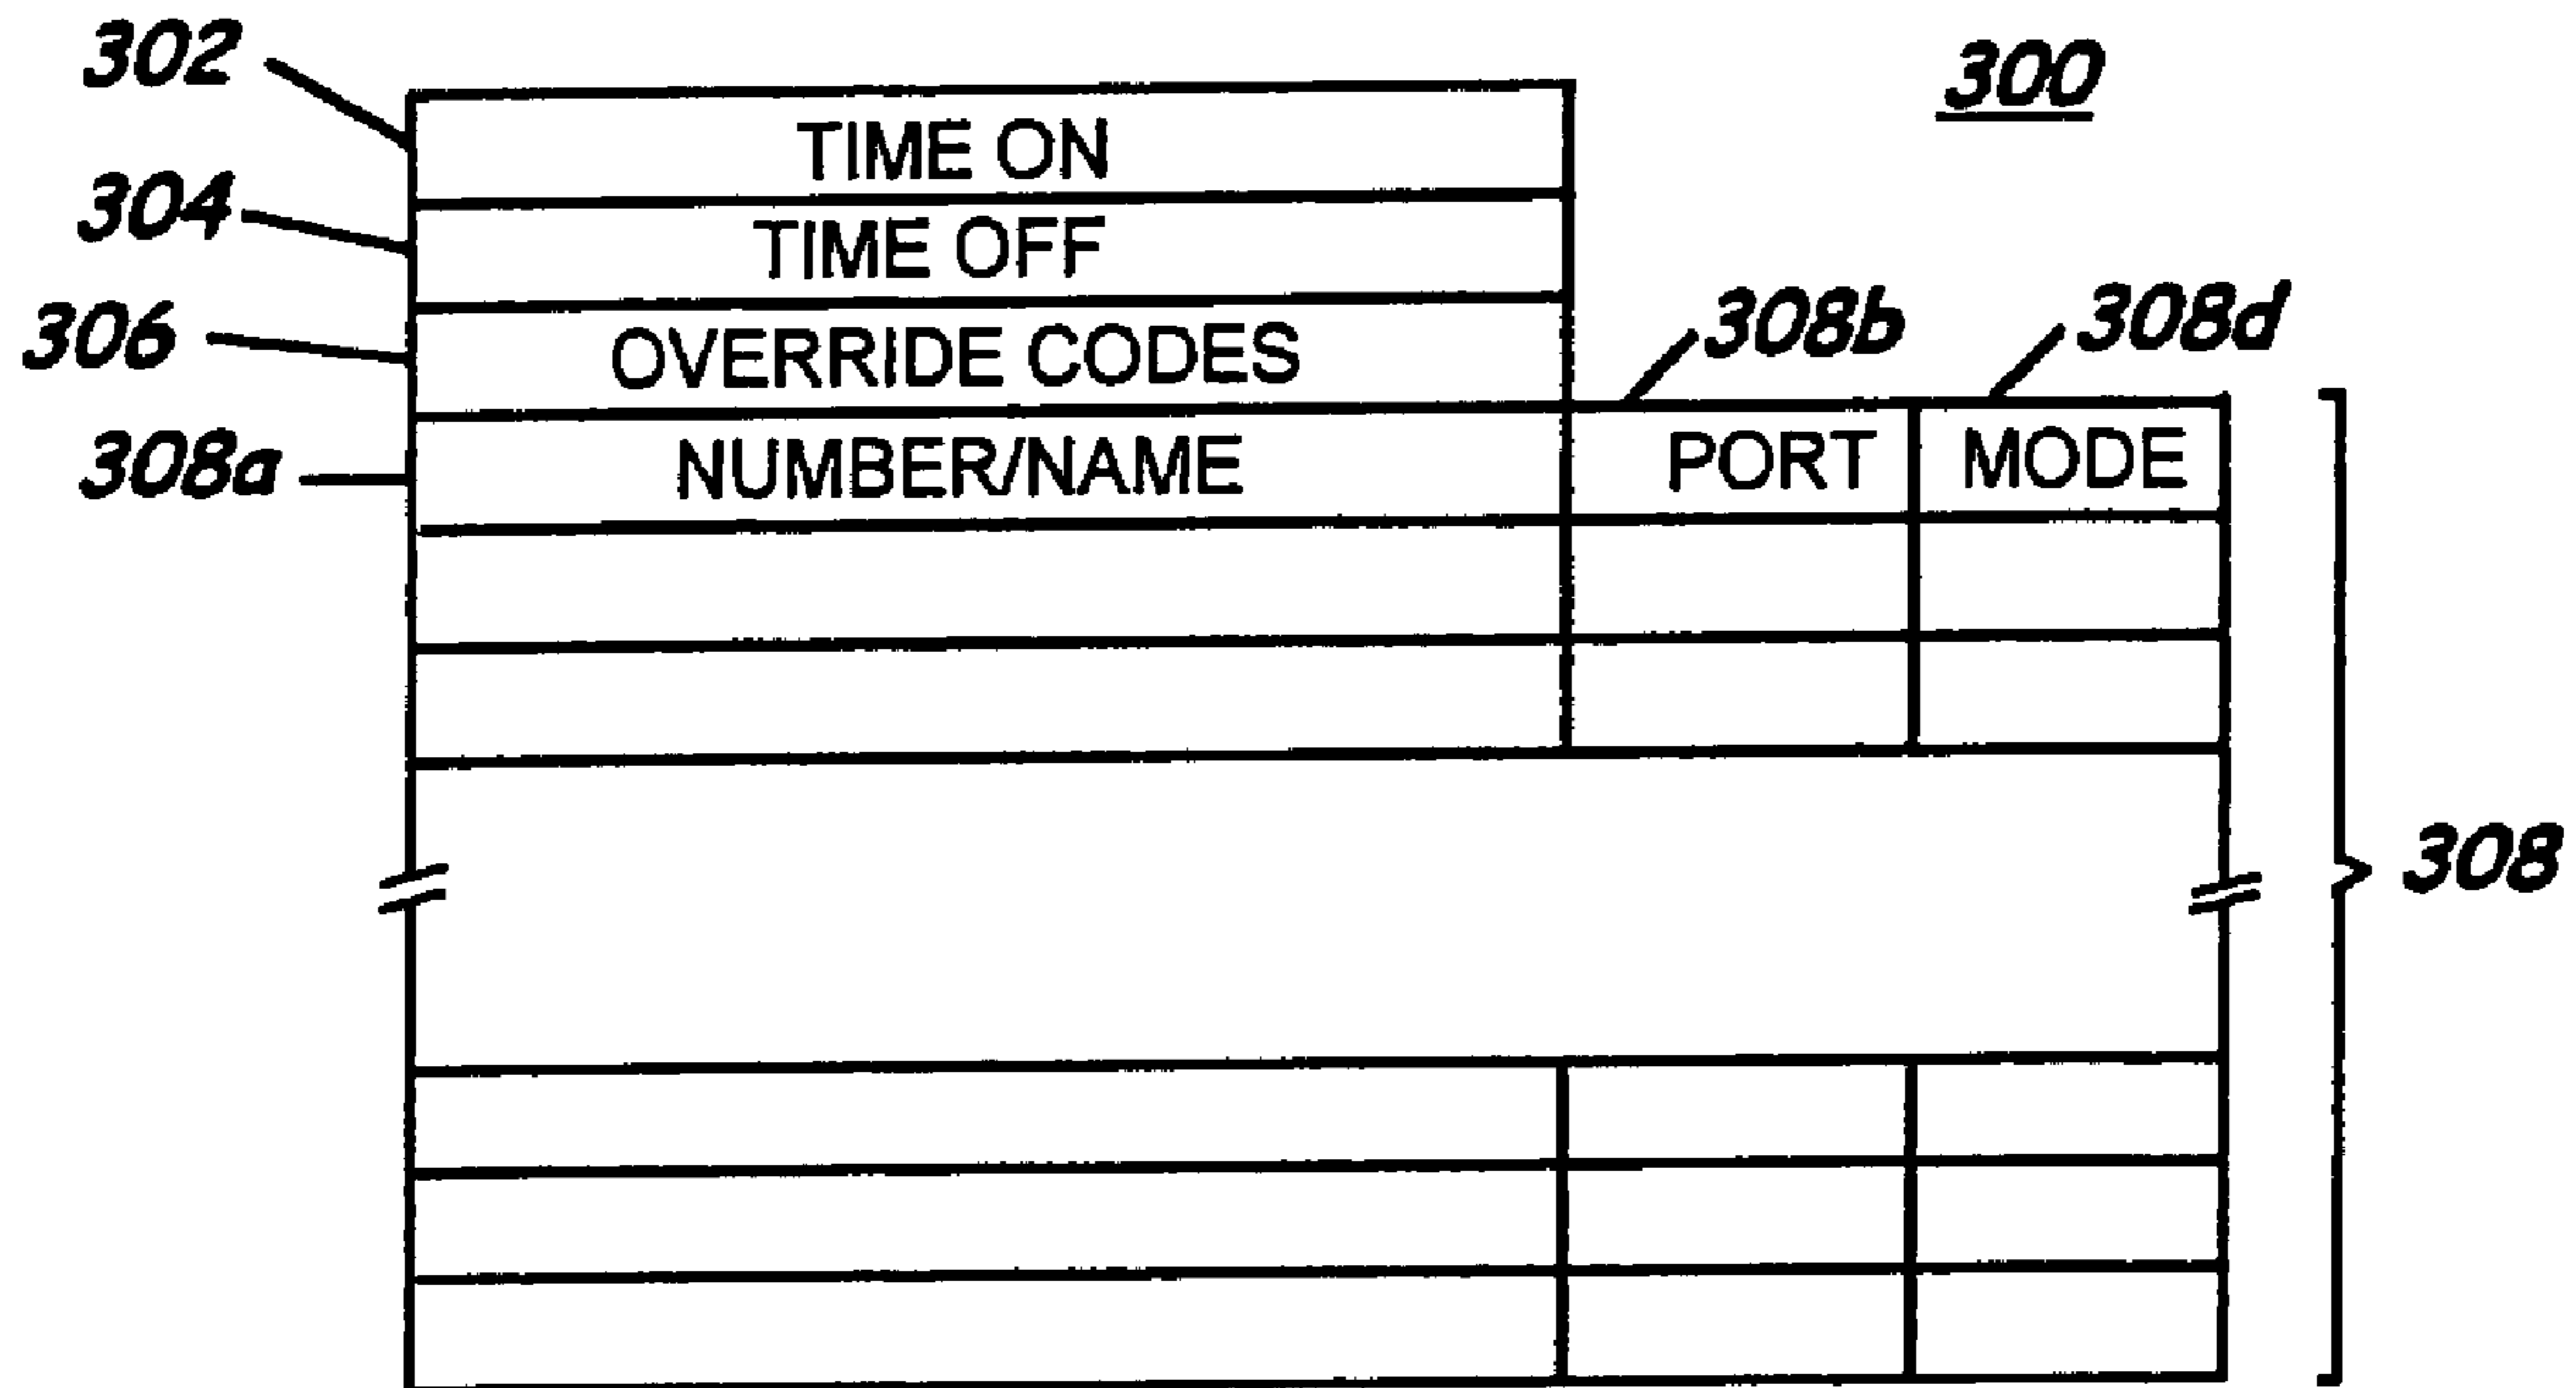 302
300
TIME ON
304
TIME OFF
306
OVERRIDE CODES
308b
308d
308a
NUMBER/NAME
PORT
MODE
308